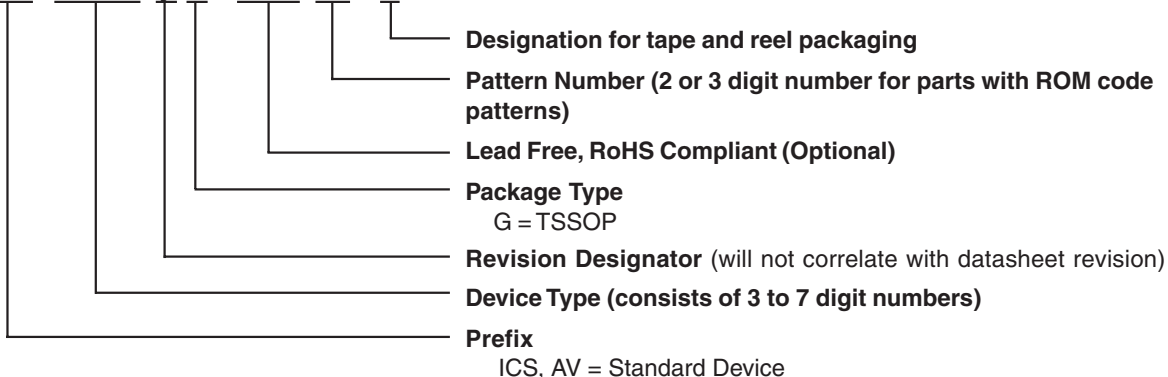 Designation for tape and reel packaging
Pattern Number (2 or 3 digit number for parts with ROM code
patterns)
Lead Free, RoHS Compliant (Optional)
Package Type
G = TSSOP
Revision Designator (will not correlate with datasheet revision)
Device Type (consists of 3 to 7 digit numbers)
Prefix
ICS, AV = Standard Device